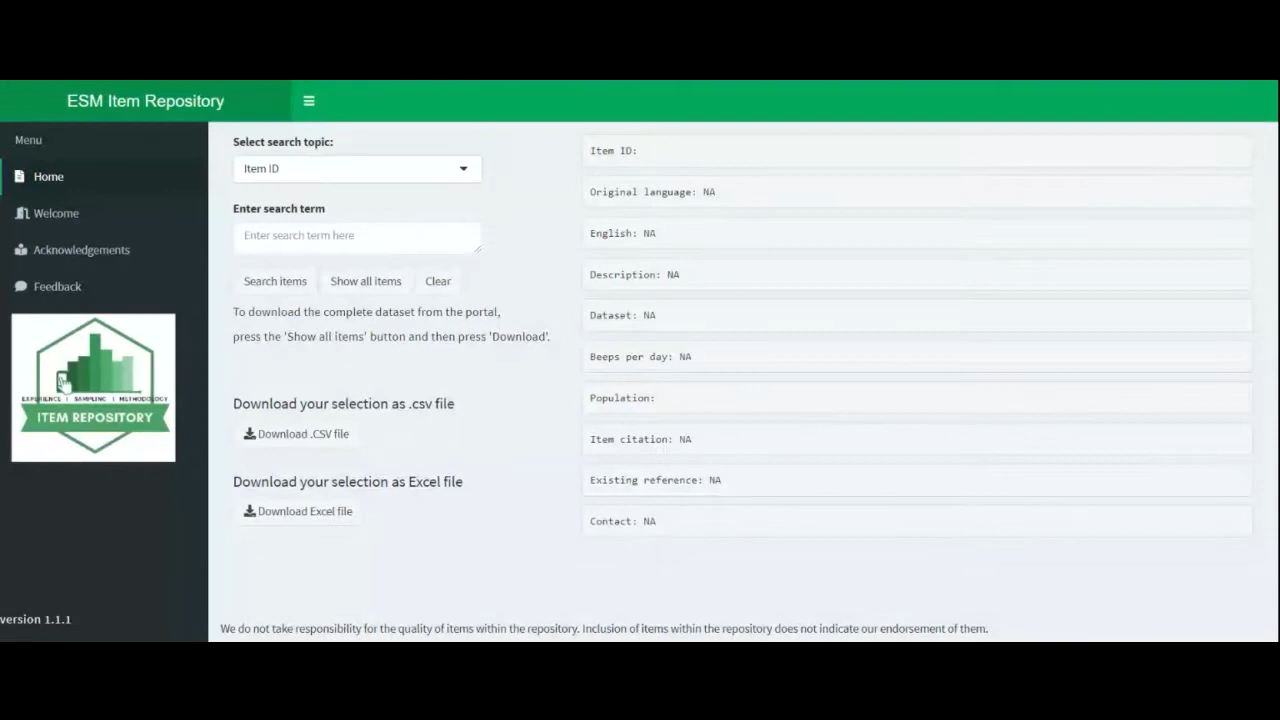 ESM Item Repository
Menu
Home
Welcome
Acknowledgements
Feedback
EXPERIENCE | SAMPLING | METHODOLOGY
ITEM REPOSITORY
version 1.1.1
Select search topic:
Item ID
Enter search term
Enter search term here
Search items
Show all items
Clear
To download the complete dataset from the portal,
press the 'Show all items' button and then press 'Download'.
Download your selection as .csv file
Download .CSV file
Download your selection as Excel file
Download Excel file
Item ID:
Original language: NA
English: NA
Description: NA
Dataset: NA
Beeps per day: NA
Population:
Item citation: NA
Existing reference: NA
Contact: NA
We do not take responsibility for the quality of items within the repository. Inclusion of items within the repository does not indicate our endorsement of them.